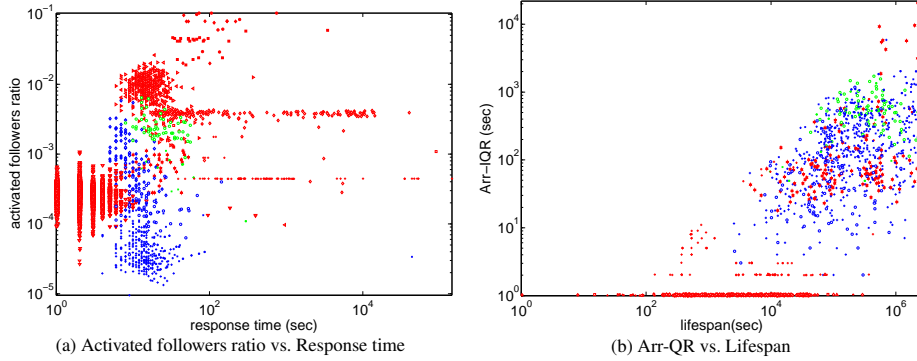 10^-1
10^-2
10^-3
10^-4
10^-5
activated followers ratio
10^0
10^2
10^4
response time (sec)
(a) Activated followers ratio vs. Response time
10^4
10^3
10^2
10^1
10^0
Arr−IQR (sec)
10^0
10^2
10^4
10^6
lifespan(sec)
(b) Arr-QR vs. Lifespan